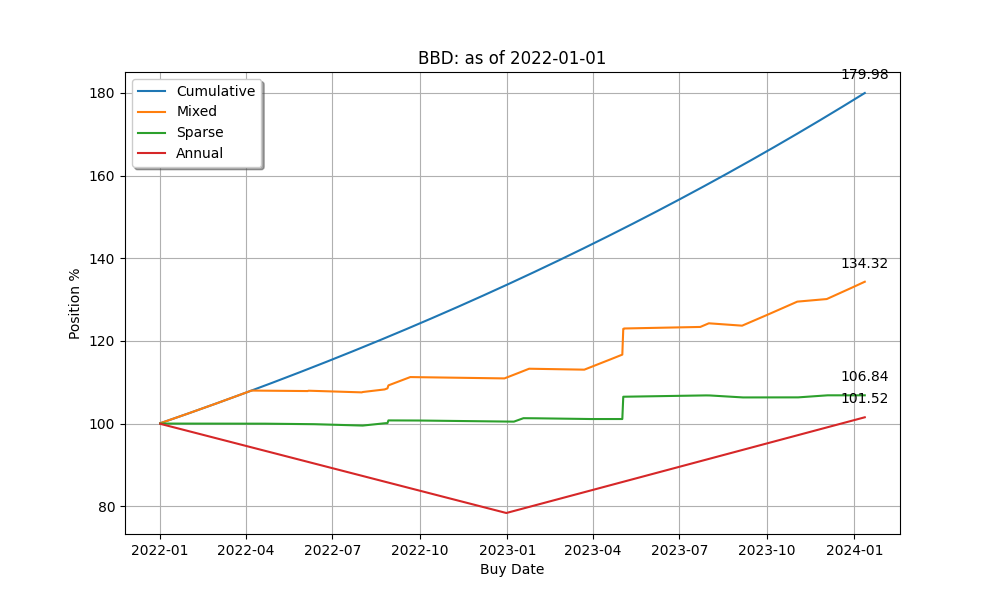 BBD: as of 2022-01-01
179.98
180
Cumulative
Mixed
Sparse
Annual
160
134.32
140
Position %
120
106.84
101.52
100
80
2022-01 2022-04 2022-07 2022-10 2023-01 2023-04 2023-07 2023-10 2024-01
Buy Date